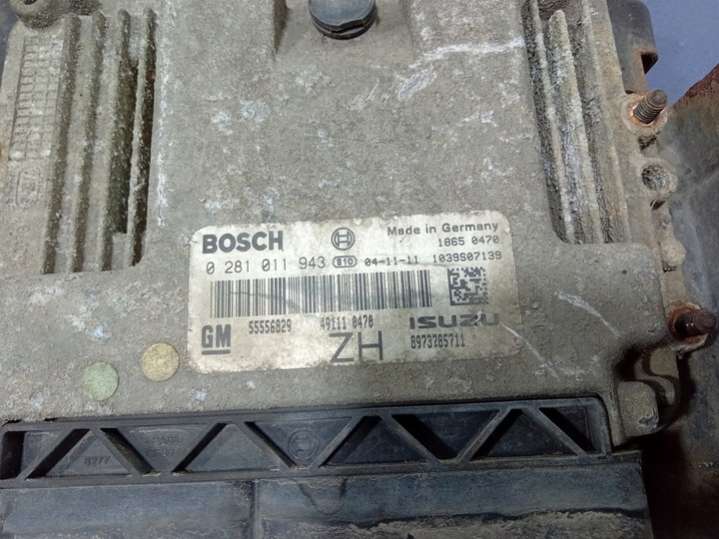 BOSCH Made in Germany
1865 0470
0 281 011 943 B10 04-11-11 1039S07139
GM 55556829 49111 0470 ISUZU
ZH 8973285711